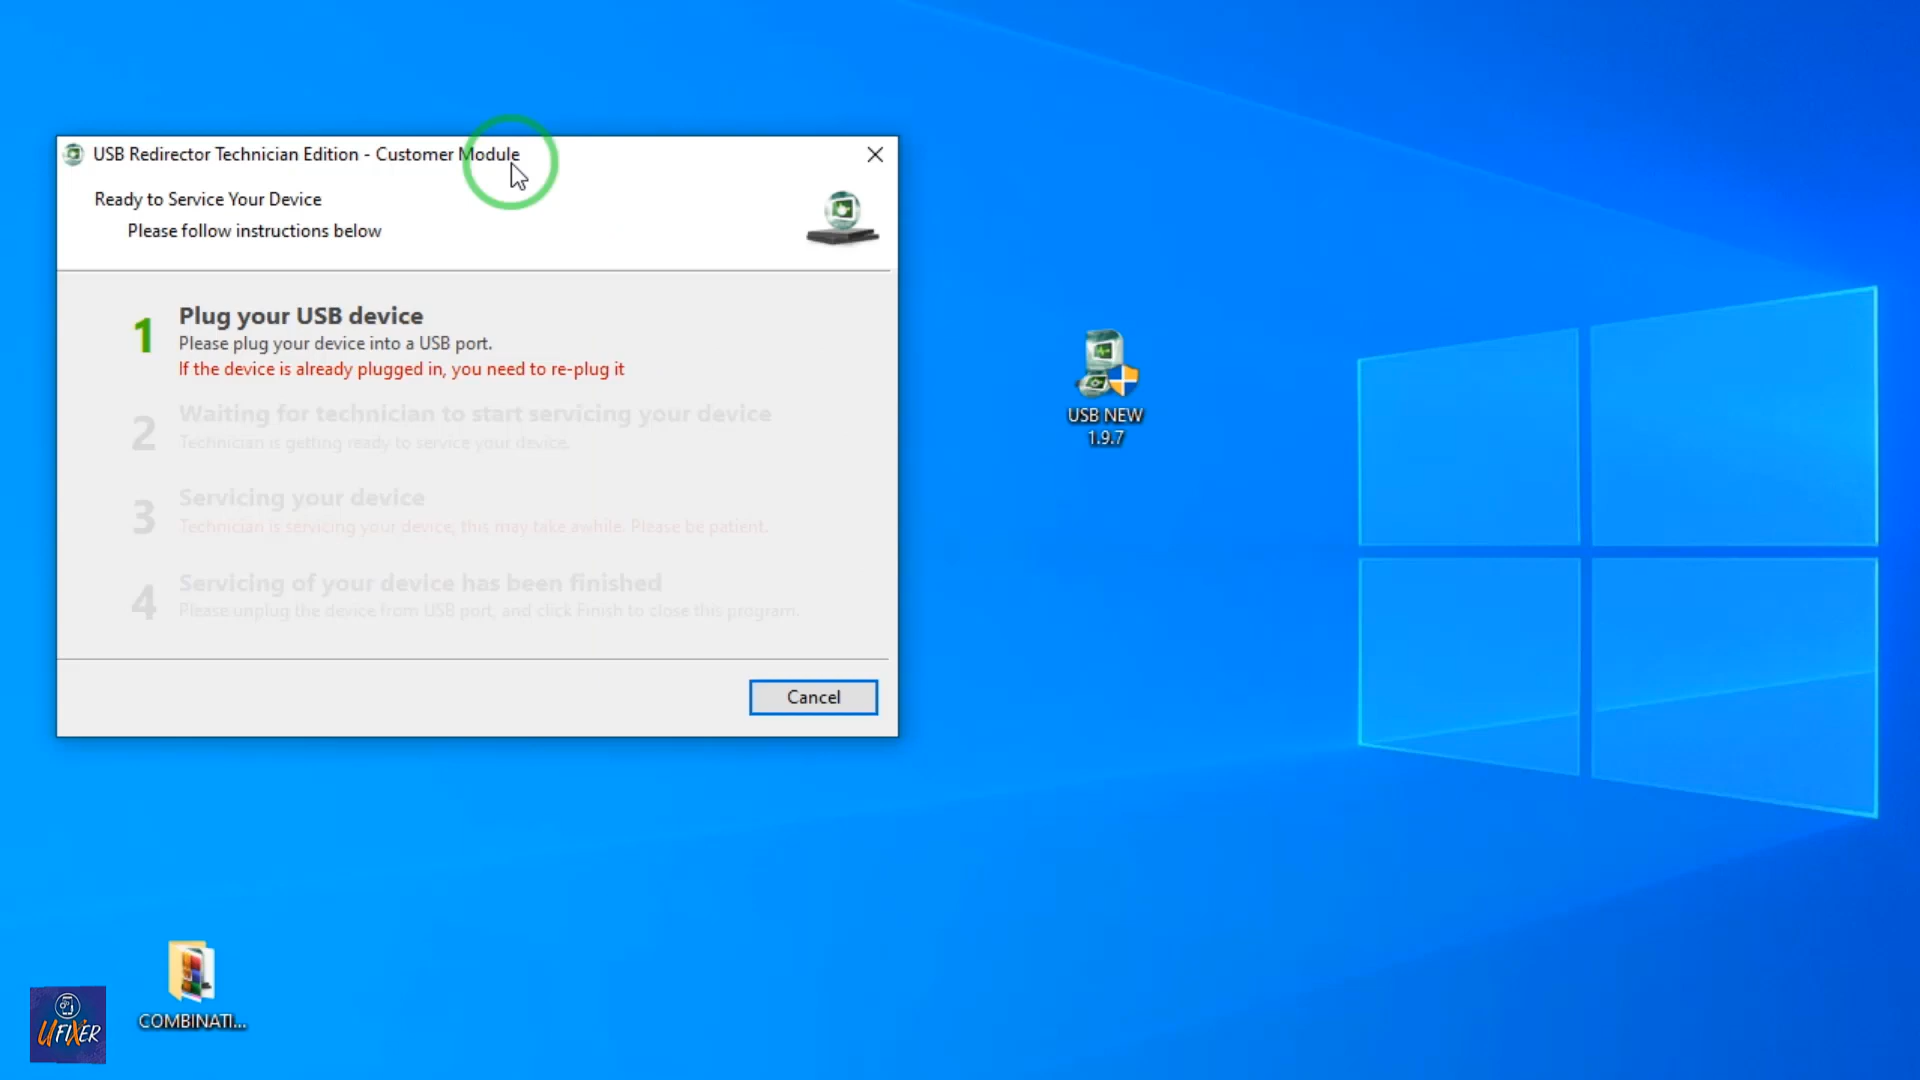 USB Redirector Technician Edition - Customer Module
Ready to Service Your Device
Please follow instructions below
1
Plug your USB device
Please plug your device into a USB port.
If the device is already plugged in, you need to re-plug it
2
Waiting for technician to start servicing your device
Technician is getting ready to service your device.
3
Servicing your device
Technician is servicing your device, this may take awhile. Please be patient.
4
Servicing of your device has been finished
Please unplug the device from USB port, and click Finish to close this program.
Cancel
USB NEW
1.9.7
COMBINATI...
UFIXER